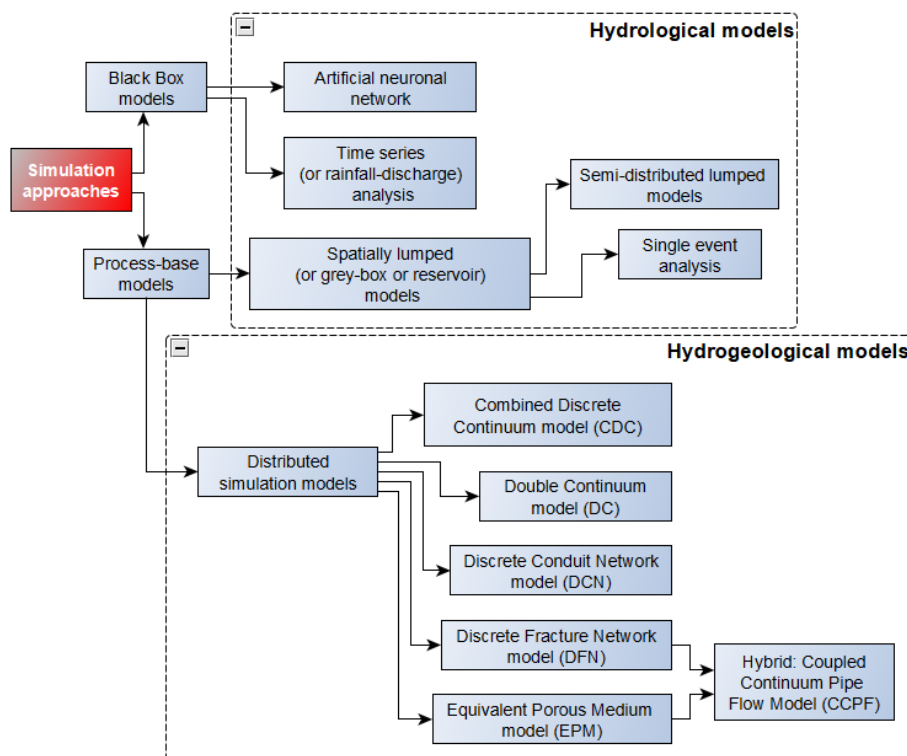 Hydrological models
Black Box
models
Artificial neuronal
network
Time series
(or rainfall-discharge)
analysis
Simulation
approaches
Semi-distributed lumped
models
Process-base
models
Spatially lumped
(or grey-box or reservoir)
models
Single event
analysis
Hydrogeological models
Combined Discrete
Continuum model (CDC)
Distributed
simulation models
Double Continuum
model (DC)
Discrete Conduit Network
model (DCN)
Discrete Fracture Network
model (DFN)
Hybrid: Coupled
Continuum Pipe
Flow Model (CCPF)
Equivalent Porous Medium
model (EPM)